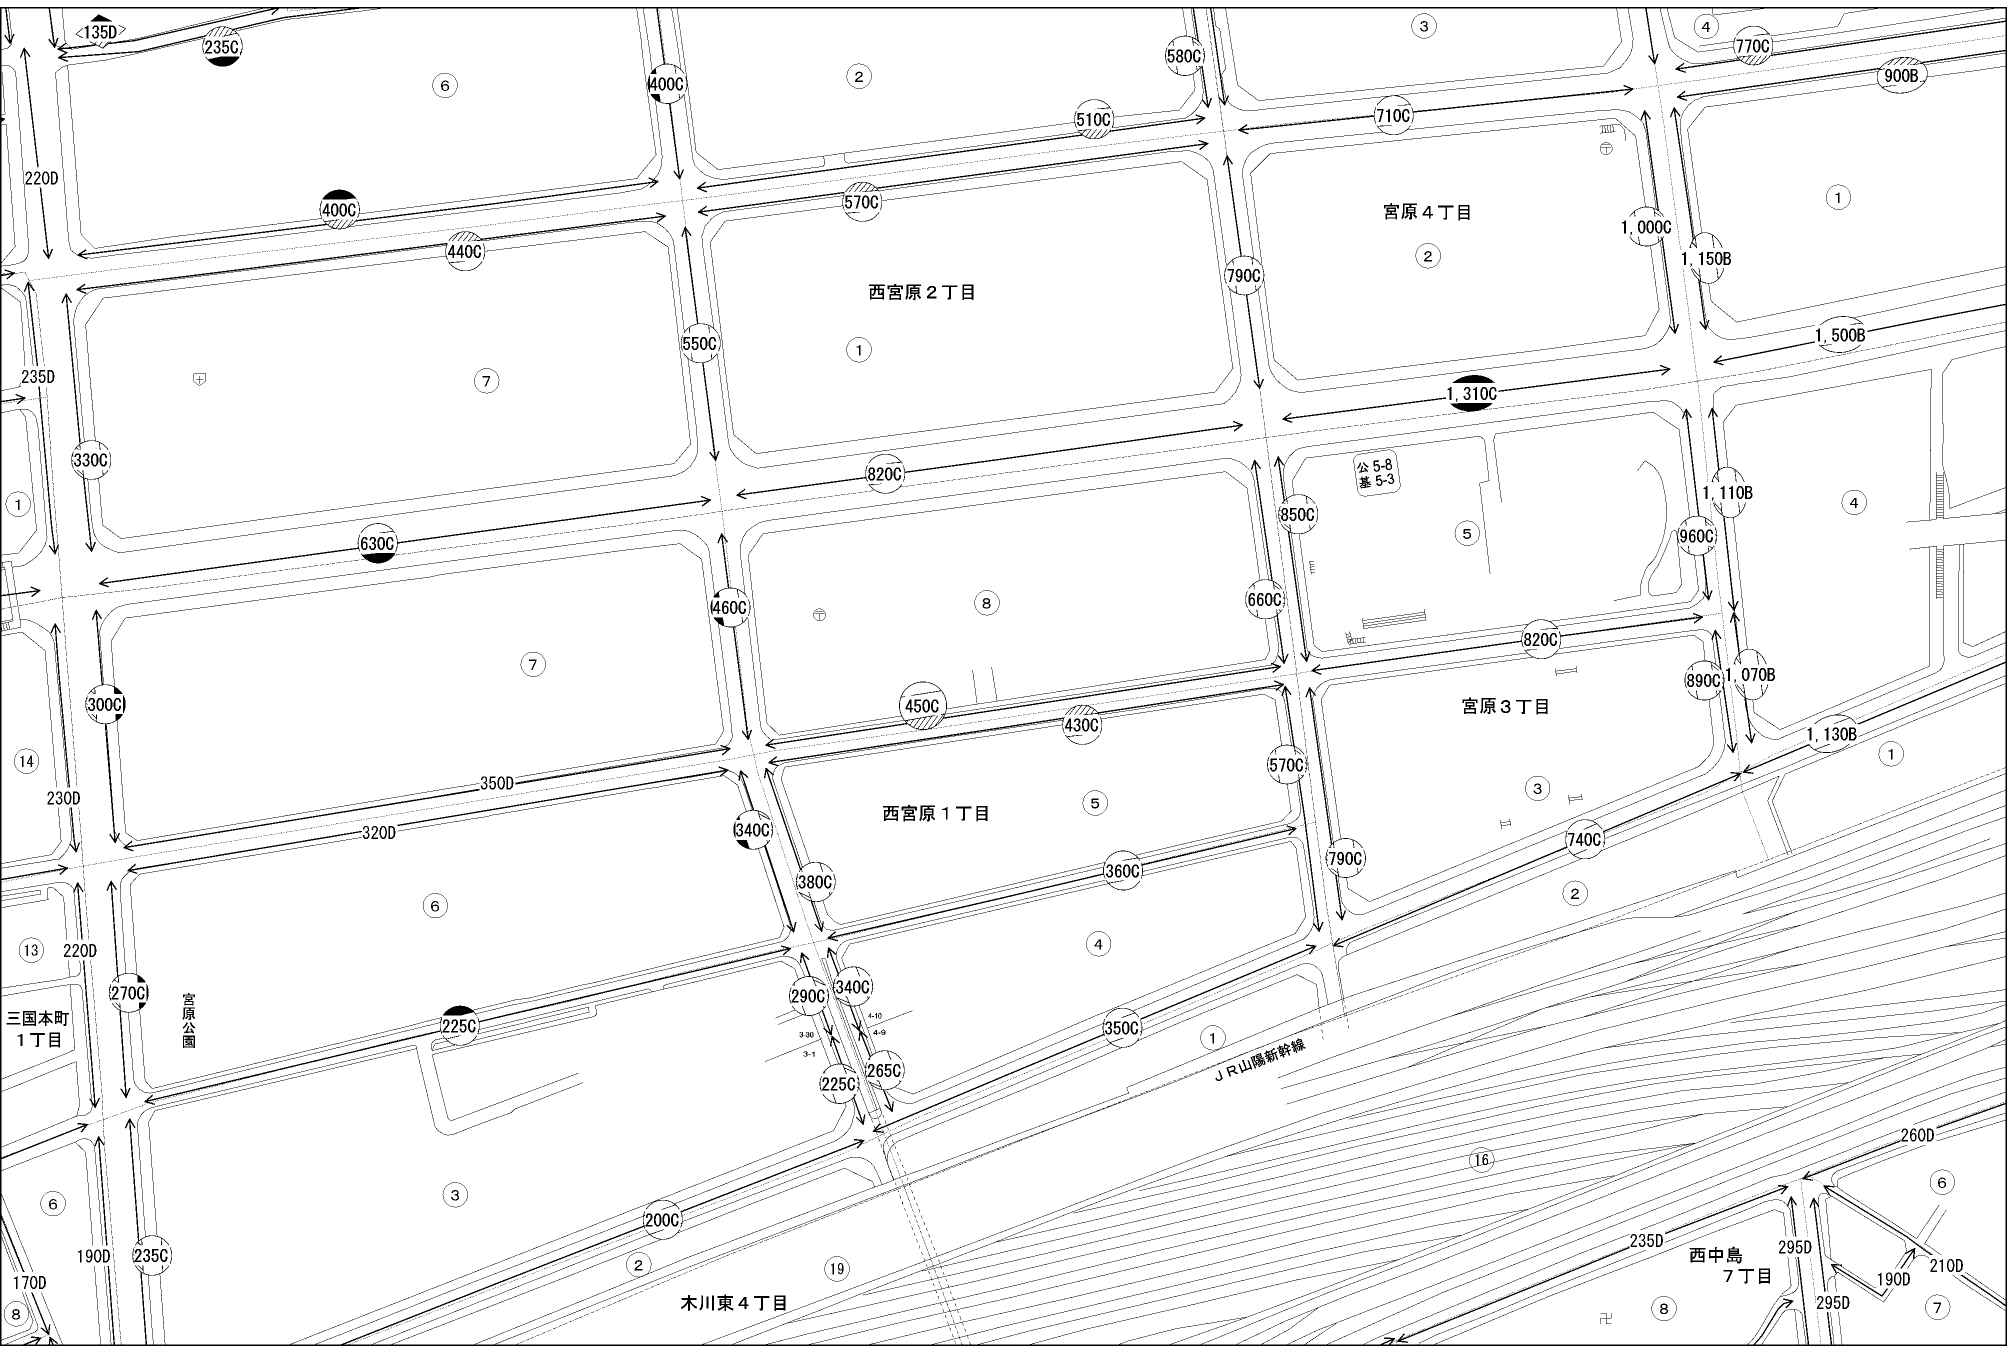 135D
235C
6
400C
2
580C
3
4
770C
900B
510C
710C
220D
400C
570C
440C
宮原4丁目
2
1,000C
1,150B
1
790C
西宮原2丁目
1
550C
1,500B
235D
7
330C
820C
1,310C
公 5-8
基 5-3
1
630C
850C
5
960C
1,110B
4
460C
8
660C
820C
7
300C
14
230D
350D
320D
450C
430C
宮原3丁目
890C
1,070B
1,130B
1
570C
340C
西宮原1丁目
5
3
790C
740C
380C
360C
2
6
13
220D
4
270C
宮原公園
三国本町
1丁目
225C
290C
340C
3-30
3-1
4-10
4-9
350C
1
JR山陽新幹線
225C
265C
260D
16
6
3
6
200C
2
190D
235C
19
木川東4丁目
170D
8
235D
295D
西中島
7丁目
190D
210D
295D
8
7